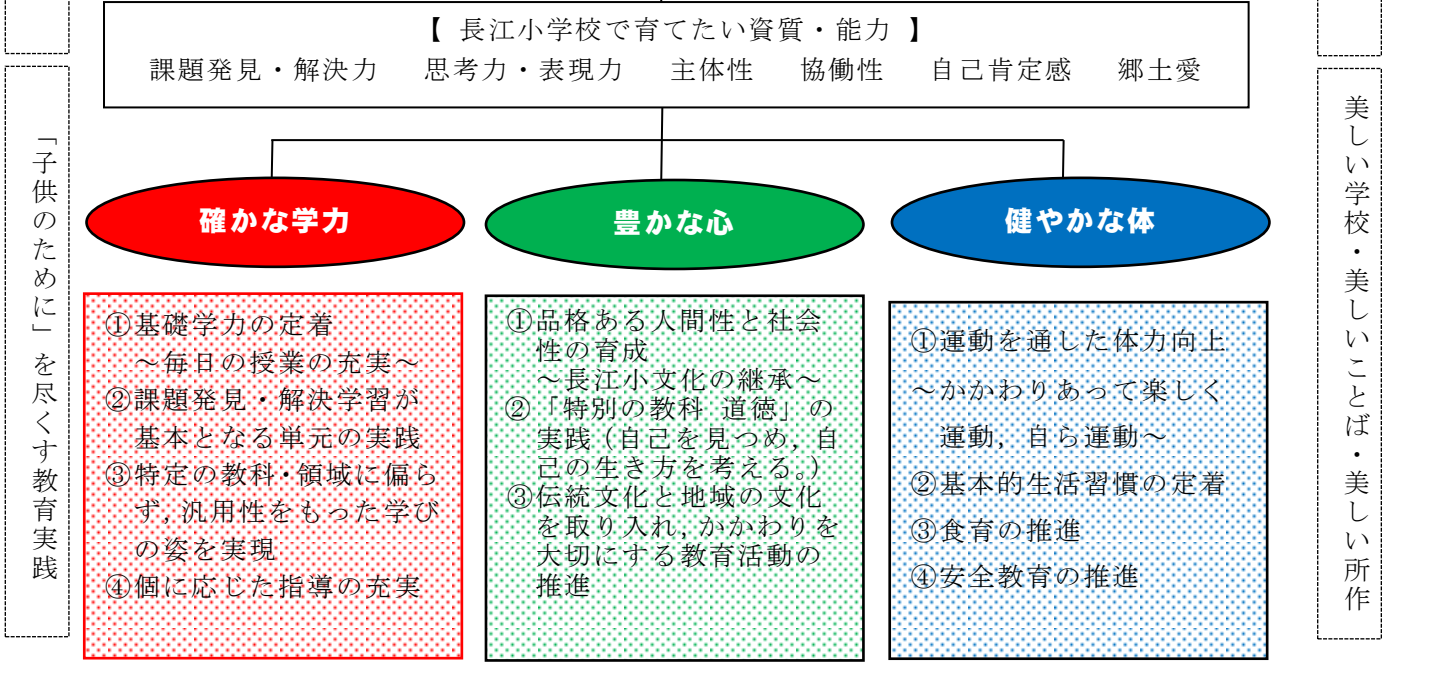 【 長江小学校で育てたい資質・能力 】
課題発見・解決力 思考力・表現力 主体性 協働性 自己肯定感 郷土愛
「子供のために」を尽くす教育実践
確かな学力
①基礎学力の定着
～毎日の授業の充実～
②課題発見・解決学習が
基本となる単元の実践
③特定の教科・領域に偏ら
ず,汎用性をもった学び
の姿を実現
④個に応じた指導の充実
豊かな心
①品格ある人間性と社会
性の育成
～長江小文化の継承～
②「特別の教科 道徳」の
実践（自己を見つめ,自
己の生き方を考える。）
③伝統文化と地域の文化
を取り入れ,かかわりを
大切にする教育活動の
推進
健やかな体
①運動を通した体力向上
～かかわりあって楽しく
運動,自ら運動～
②基本的生活習慣の定着
③食育の推進
④安全教育の推進
美しい学校・美しいことば・美しい所作